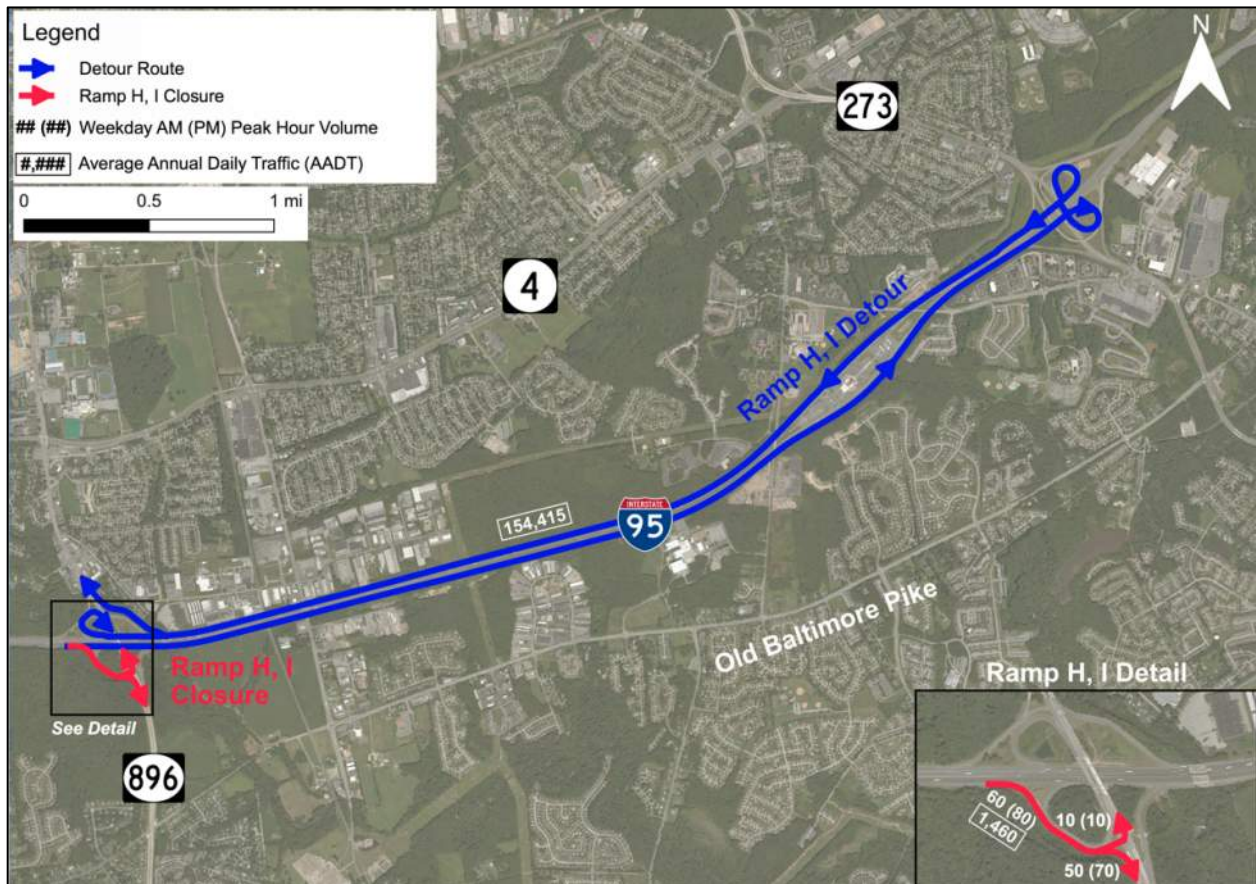 Legend
Detour Route
Ramp H, I Closure
## (##) Weekday AM (PM) Peak Hour Volume
#,### Average Annual Daily Traffic (AADT)
0 0.5 1 mi
N
273
4
Ramp H, I Detour
INTERSTATE
95
154,415
Old Baltimore Pike
Ramp H, I
Closure
See Detail
896
Ramp H, I Detail
60 (80)
1,460
10 (10)
50 (70)